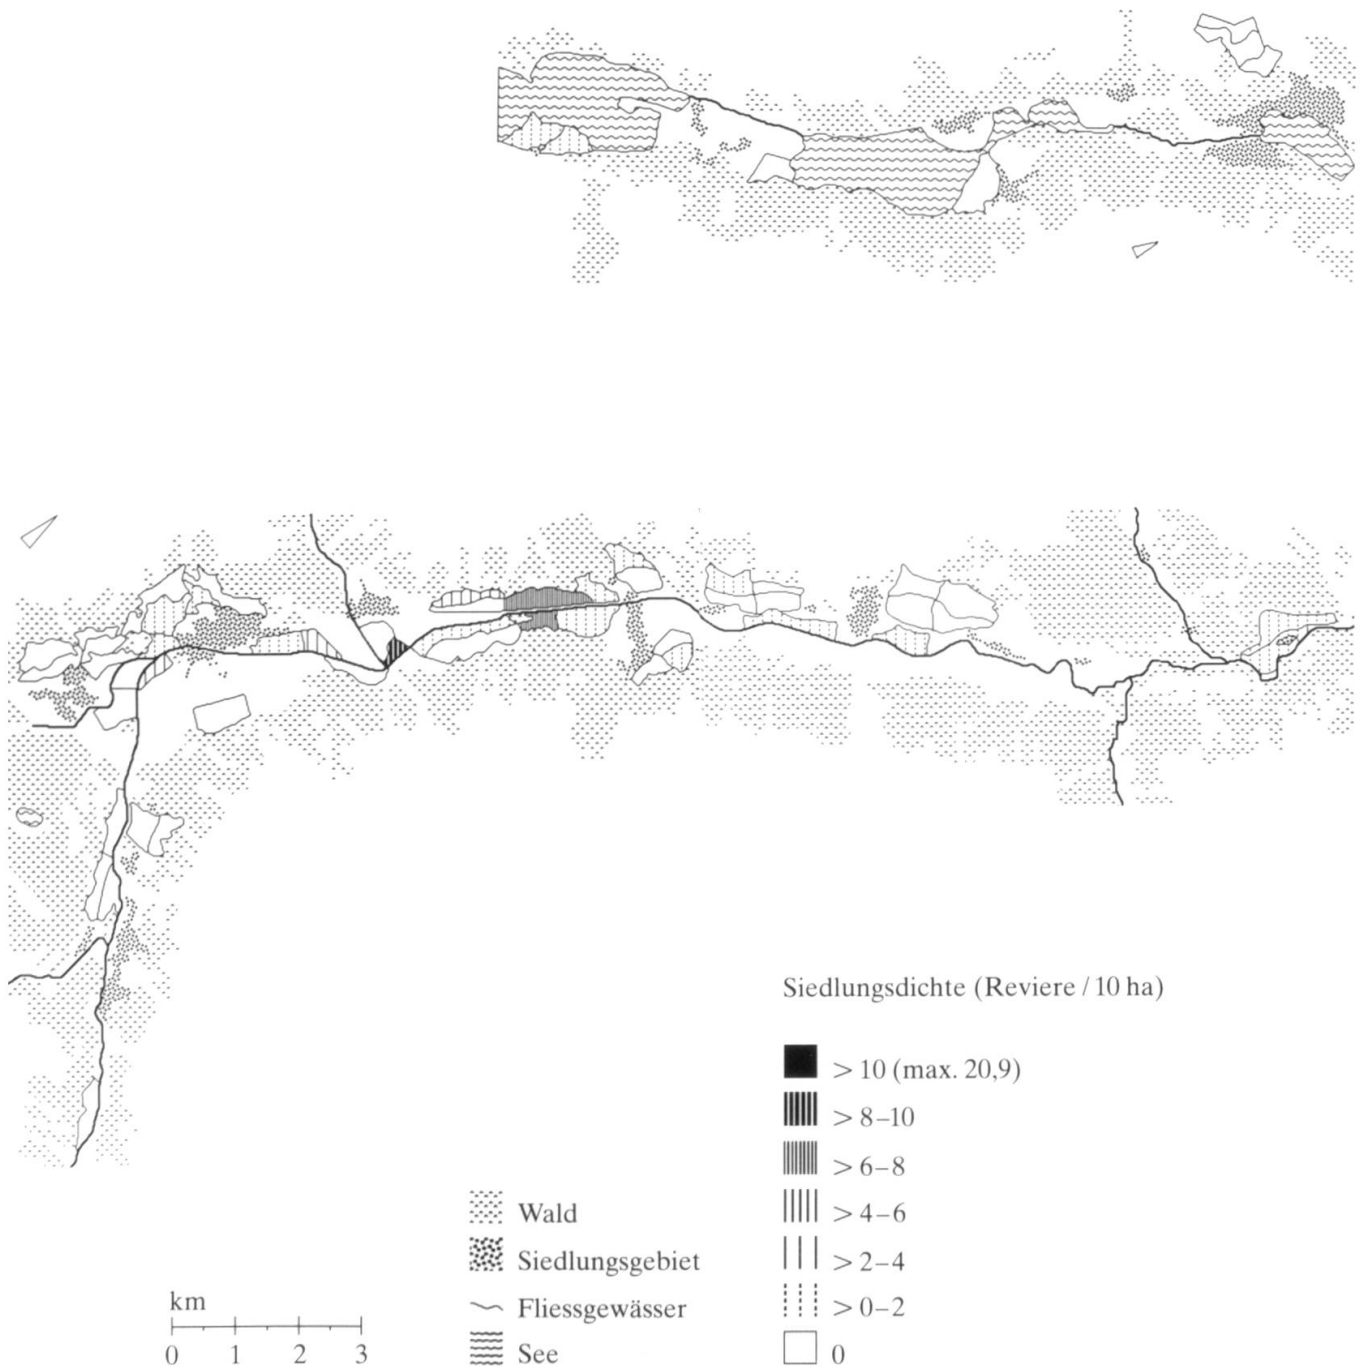 Siedlungsdichte (Reviere / 10 ha)
> 10 (max. 20,9)
> 8–10
> 6–8
> 4–6
> 2–4
> 0–2
0
Wald
Siedlungsgebiet
Fliessgewässer
See
km
0 1 2 3